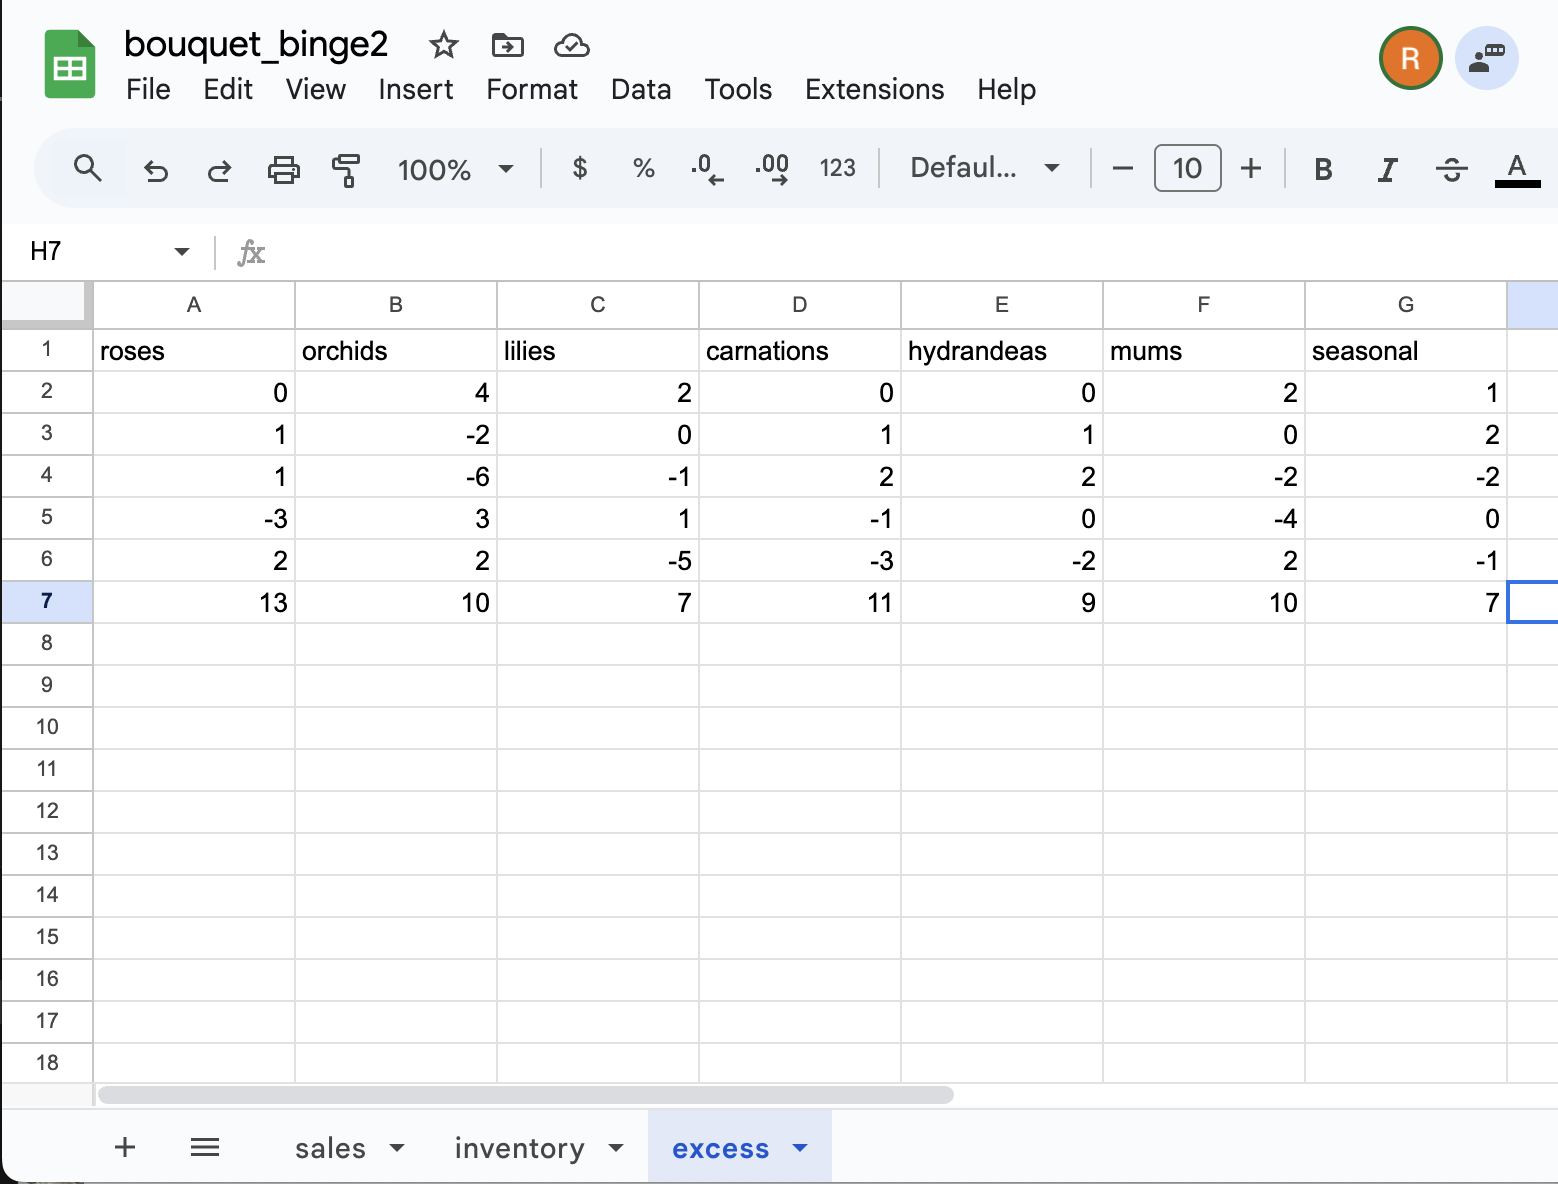 bouquet_binge2
File Edit View Insert Format Data Tools Extensions Help
R
100% $ % .0 .00 123 Defaul... − 10 + B I S A
H7 fx
A B C D E F G
1 roses orchids lilies carnations hydrandeas mums seasonal
2 0 4 2 0 0 2 1
3 1 -2 0 1 1 0 2
4 1 -6 -1 2 2 -2 -2
5 -3 3 1 -1 0 -4 0
6 2 2 -5 -3 -2 2 -1
7 13 10 7 11 9 10 7
8
9
10
11
12
13
14
15
16
17
18
+ sales inventory excess